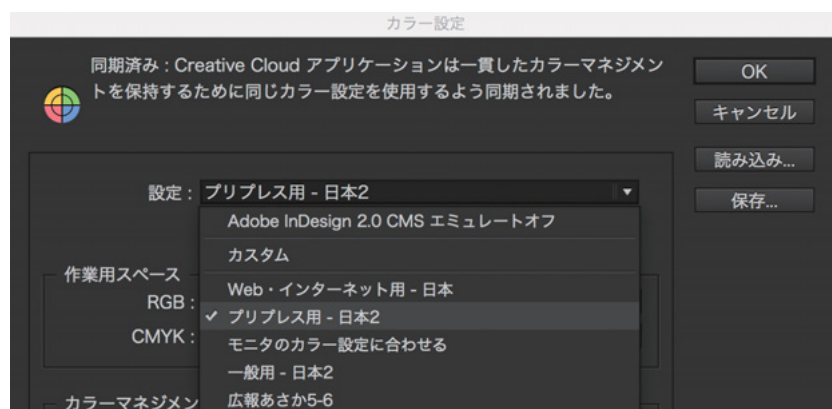 カラー設定
同期済み : Creative Cloud アプリケーションは一貫したカラーマネジメン
トを保持するために同じカラー設定を使用するよう同期されました。
OK
キャンセル
読み込み...
保存...
設定 : プリプレス用 - 日本2
Adobe InDesign 2.0 CMS エミュレートオフ
カスタム
Web・インターネット用 - 日本
プリプレス用 - 日本2
モニタのカラー設定に合わせる
一般用 - 日本2
広報あさか5-6
作業用スペース
RGB :
CMYK :
カラーマネジメン